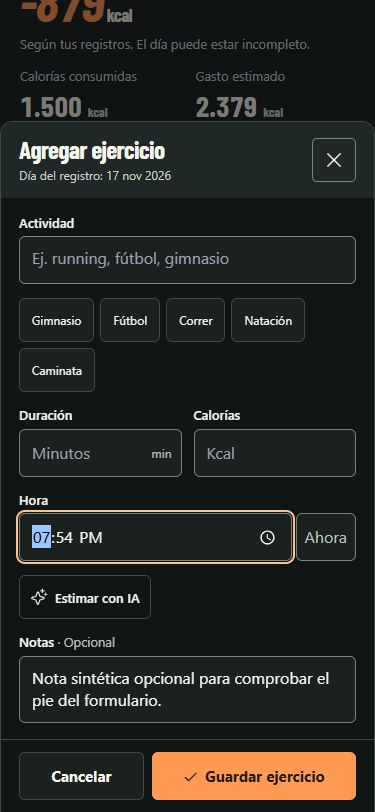 -879 kcal
Según tus registros. El día puede estar incompleto.
Calorías consumidas Gasto estimado
1.500 kcal 2.379 kcal
Agregar ejercicio
Día del registro: 17 nov 2026
Actividad
Ej. running, fútbol, gimnasio
Gimnasio Fútbol Correr Natación
Caminata
Duración Calorías
Minutos min Kcal
Hora
07:54 PM Ahora
Estimar con IA
Notas · Opcional
Nota sintética opcional para comprobar el
pie del formulario.
Cancelar Guardar ejercicio